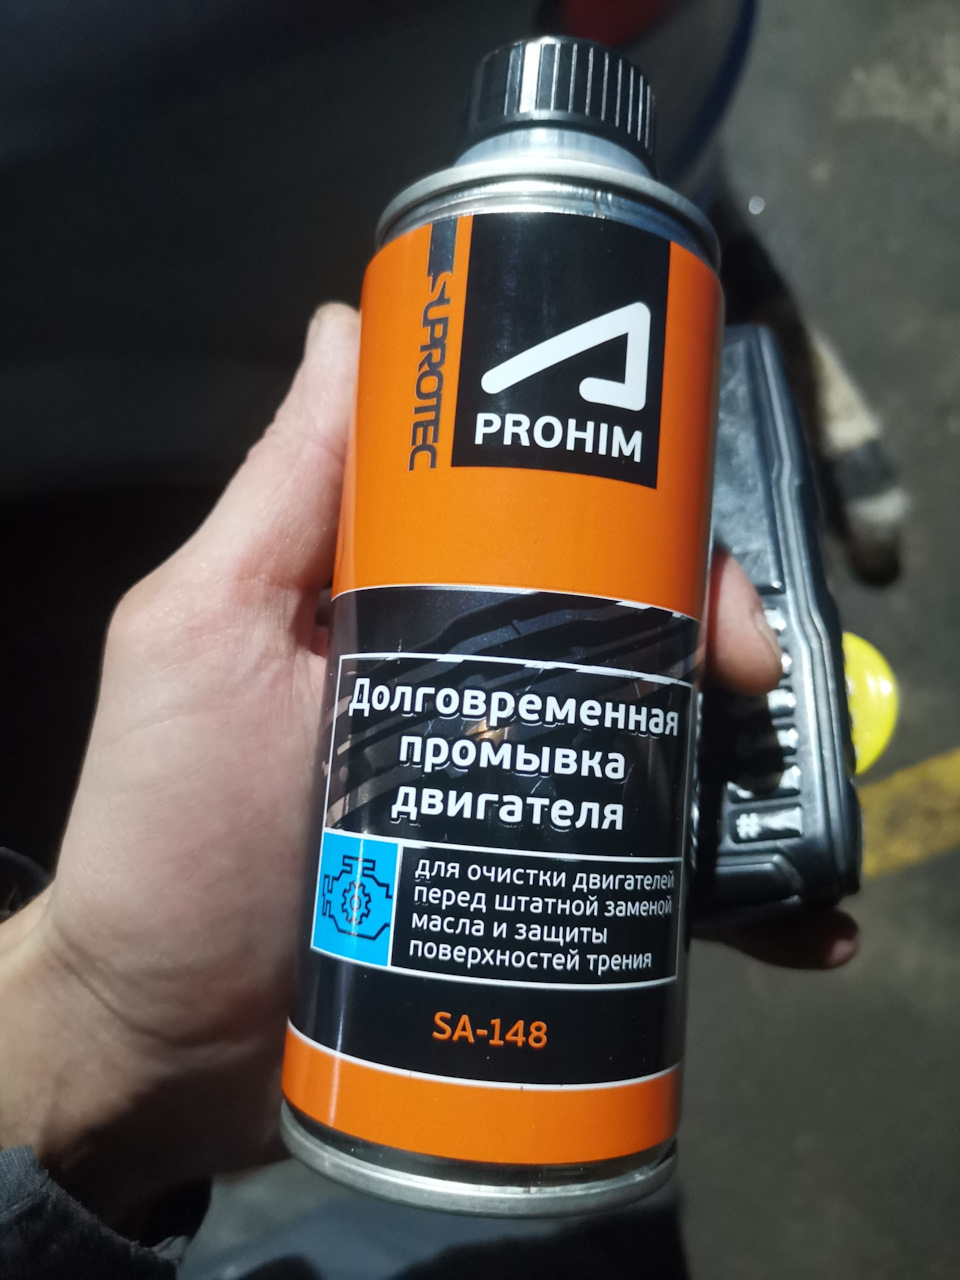 SUPROTEC
PROHIM
Долговременная
промывка
двигателя
для очистки двигателей
перед штатной заменой
масла и защиты
поверхностей трения
SA-148